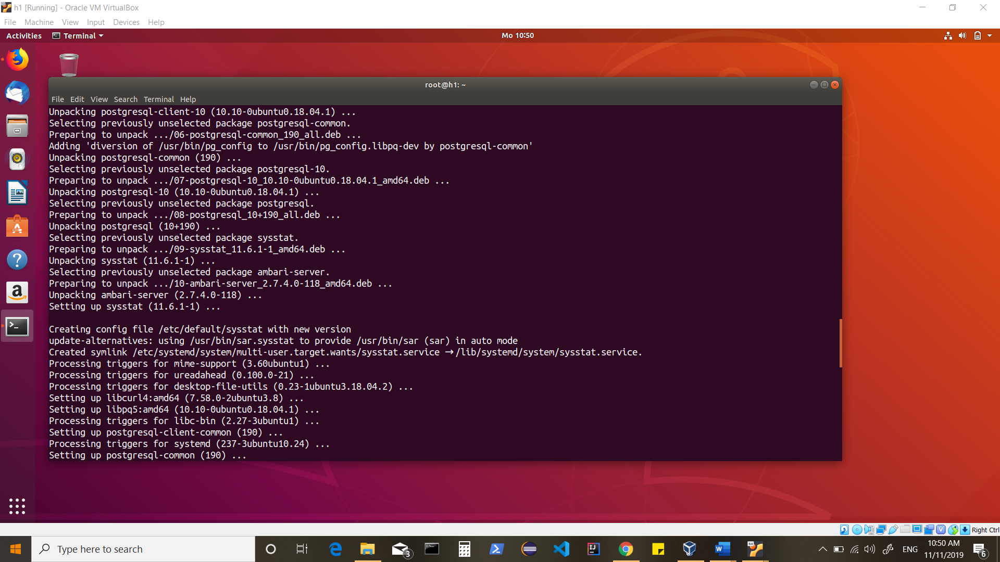 h1 [Running] - Oracle VM VirtualBox
File Machine View Input Devices Help
Activities Terminal Mo 10:50
root@h1: ~
File Edit View Search Terminal Help
Unpacking postgresql-client-10 (10.10-0ubuntu0.18.04.1) ...
Selecting previously unselected package postgresql-common.
Preparing to unpack .../06-postgresql-common_190_all.deb ...
Adding 'diversion of /usr/bin/pg_config to /usr/bin/pg_config.libpq-dev by postgresql-common'
Unpacking postgresql-common (190) ...
Selecting previously unselected package postgresql-10.
Preparing to unpack .../07-postgresql-10_10.10-0ubuntu0.18.04.1_amd64.deb ...
Unpacking postgresql-10 (10.10-0ubuntu0.18.04.1) ...
Selecting previously unselected package postgresql.
Preparing to unpack .../08-postgresql_10+190_all.deb ...
Unpacking postgresql (10+190) ...
Selecting previously unselected package sysstat.
Preparing to unpack .../09-sysstat_11.6.1-1_amd64.deb ...
Unpacking sysstat (11.6.1-1) ...
Selecting previously unselected package ambari-server.
Preparing to unpack .../10-ambari-server_2.7.4.0-118_amd64.deb ...
Unpacking ambari-server (2.7.4.0-118) ...
Setting up sysstat (11.6.1-1) ...
Creating config file /etc/default/sysstat with new version
update-alternatives: using /usr/bin/sar.sysstat to provide /usr/bin/sar (sar) in auto mode
Created symlink /etc/systemd/system/multi-user.target.wants/sysstat.service → /lib/systemd/system/sysstat.service.
Processing triggers for mime-support (3.60ubuntu1) ...
Processing triggers for ureadahead (0.100.0-21) ...
Processing triggers for desktop-file-utils (0.23-1ubuntu3.18.04.2) ...
Setting up libcurl4:amd64 (7.58.0-2ubuntu3.8) ...
Setting up libpq5:amd64 (10.10-0ubuntu0.18.04.1) ...
Processing triggers for libc-bin (2.27-3ubuntu1) ...
Setting up postgresql-client-common (190) ...
Processing triggers for systemd (237-3ubuntu10.24) ...
Setting up postgresql-common (190) ...
Right Ctrl
Type here to search
3
ENG
10:50 AM
11/11/2019
6